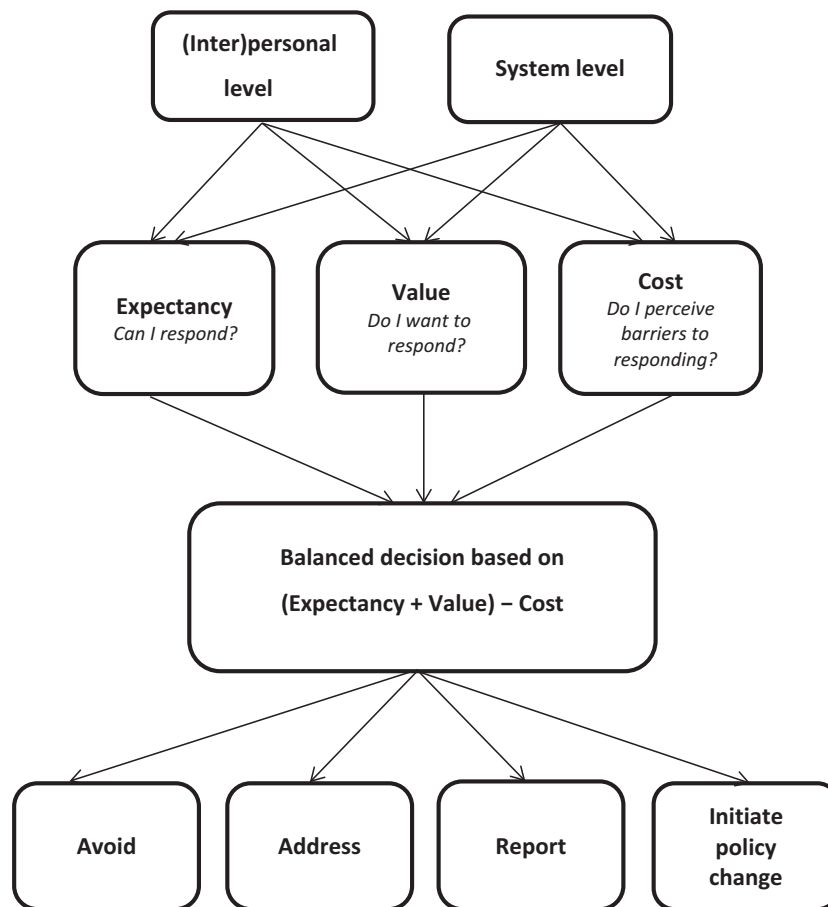 (Inter)personal
level
System level
Expectancy
Can I respond?
Value
Do I want to
respond?
Cost
Do I perceive
barriers to
responding?
Balanced decision based on
(Expectancy + Value) − Cost
Avoid
Address
Report
Initiate
policy
change